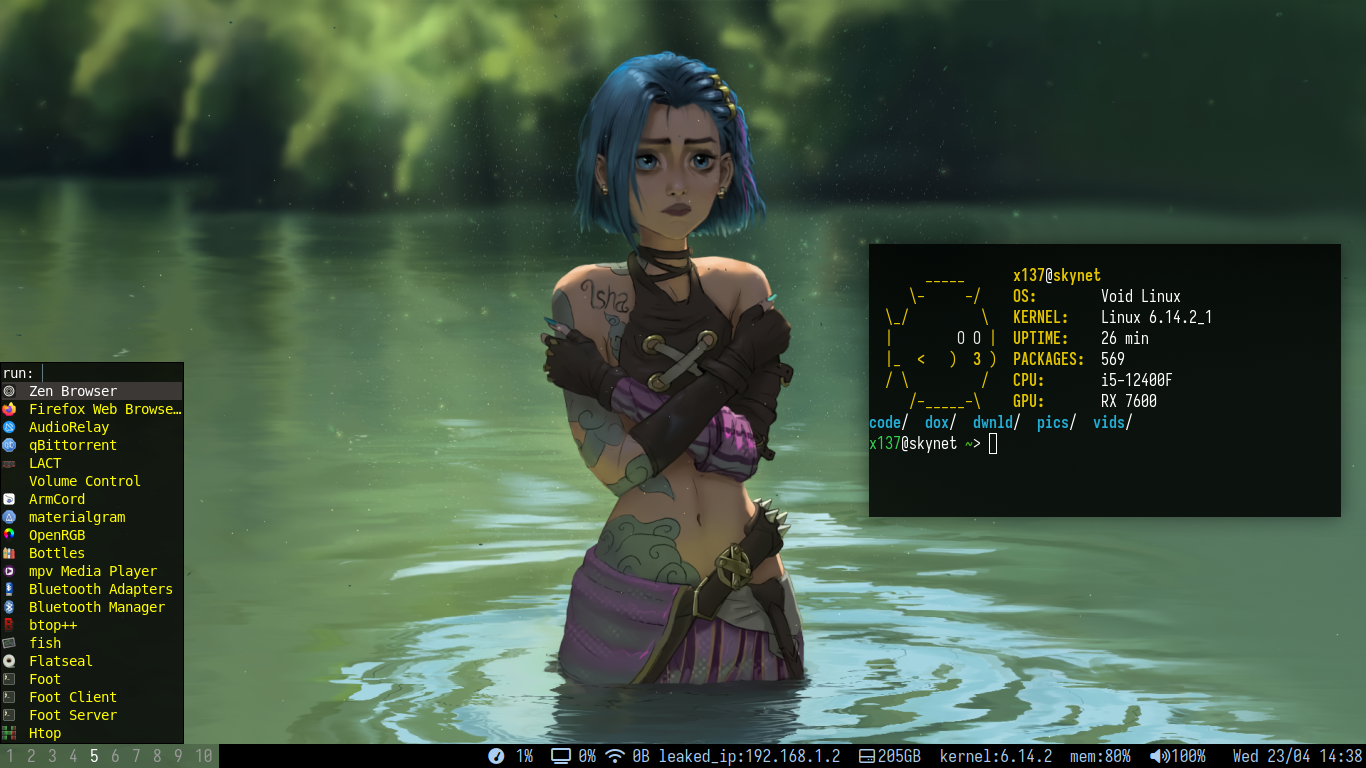 Isha
_____
\-     -/
\_/         \
|        O O |
|_  <   )  3 )
/ \         /
/-_____-\
x137@skynet
OS: Void Linux
KERNEL: Linux 6.14.2_1
UPTIME: 26 min
PACKAGES: 569
CPU: i5-12400F
GPU: RX 7600
code/  dox/  dwnld/  pics/  vids/
x137@skynet ~>
run:
Zen Browser
Firefox Web Browse…
AudioRelay
qBittorrent
LACT
Volume Control
ArmCord
materialgram
OpenRGB
Bottles
mpv Media Player
Bluetooth Adapters
Bluetooth Manager
btop++
fish
Flatseal
Foot
Foot Client
Foot Server
Htop
1 2 3 4 5 6 7 8 9 10 1% 0% 0B leaked_ip:192.168.1.2 205GB kernel:6.14.2 mem:80% 100% Wed 23/04 14:38